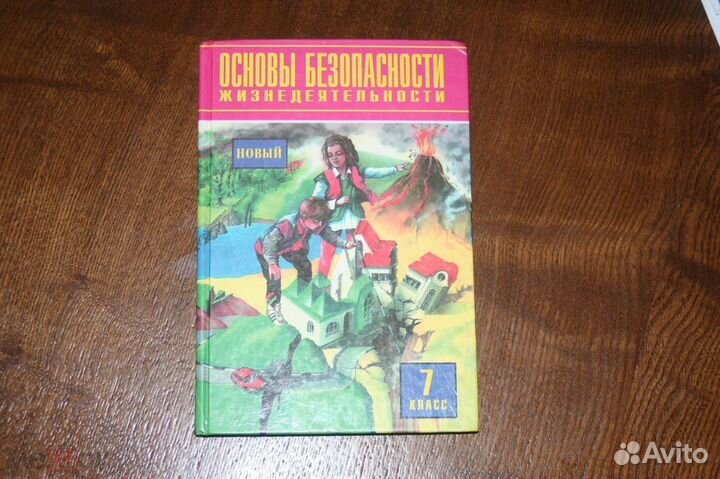 ОСНОВЫ БЕЗОПАСНОСТИ
ЖИЗНЕДЕЯТЕЛЬНОСТИ
НОВЫЙ
7
КЛАСС
Avito